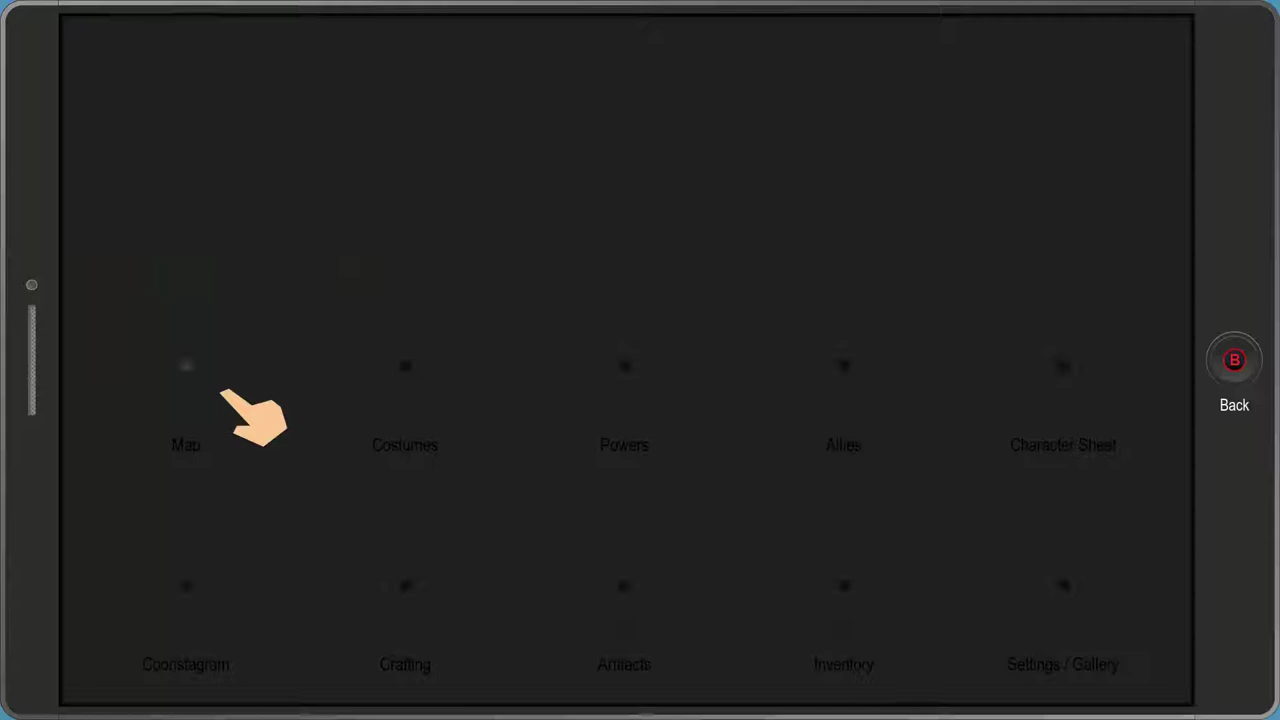 B
Back
Map
Costumes
Powers
Allies
Character Sheet
Coonstagram
Crafting
Artifacts
Inventory
Settings / Gallery